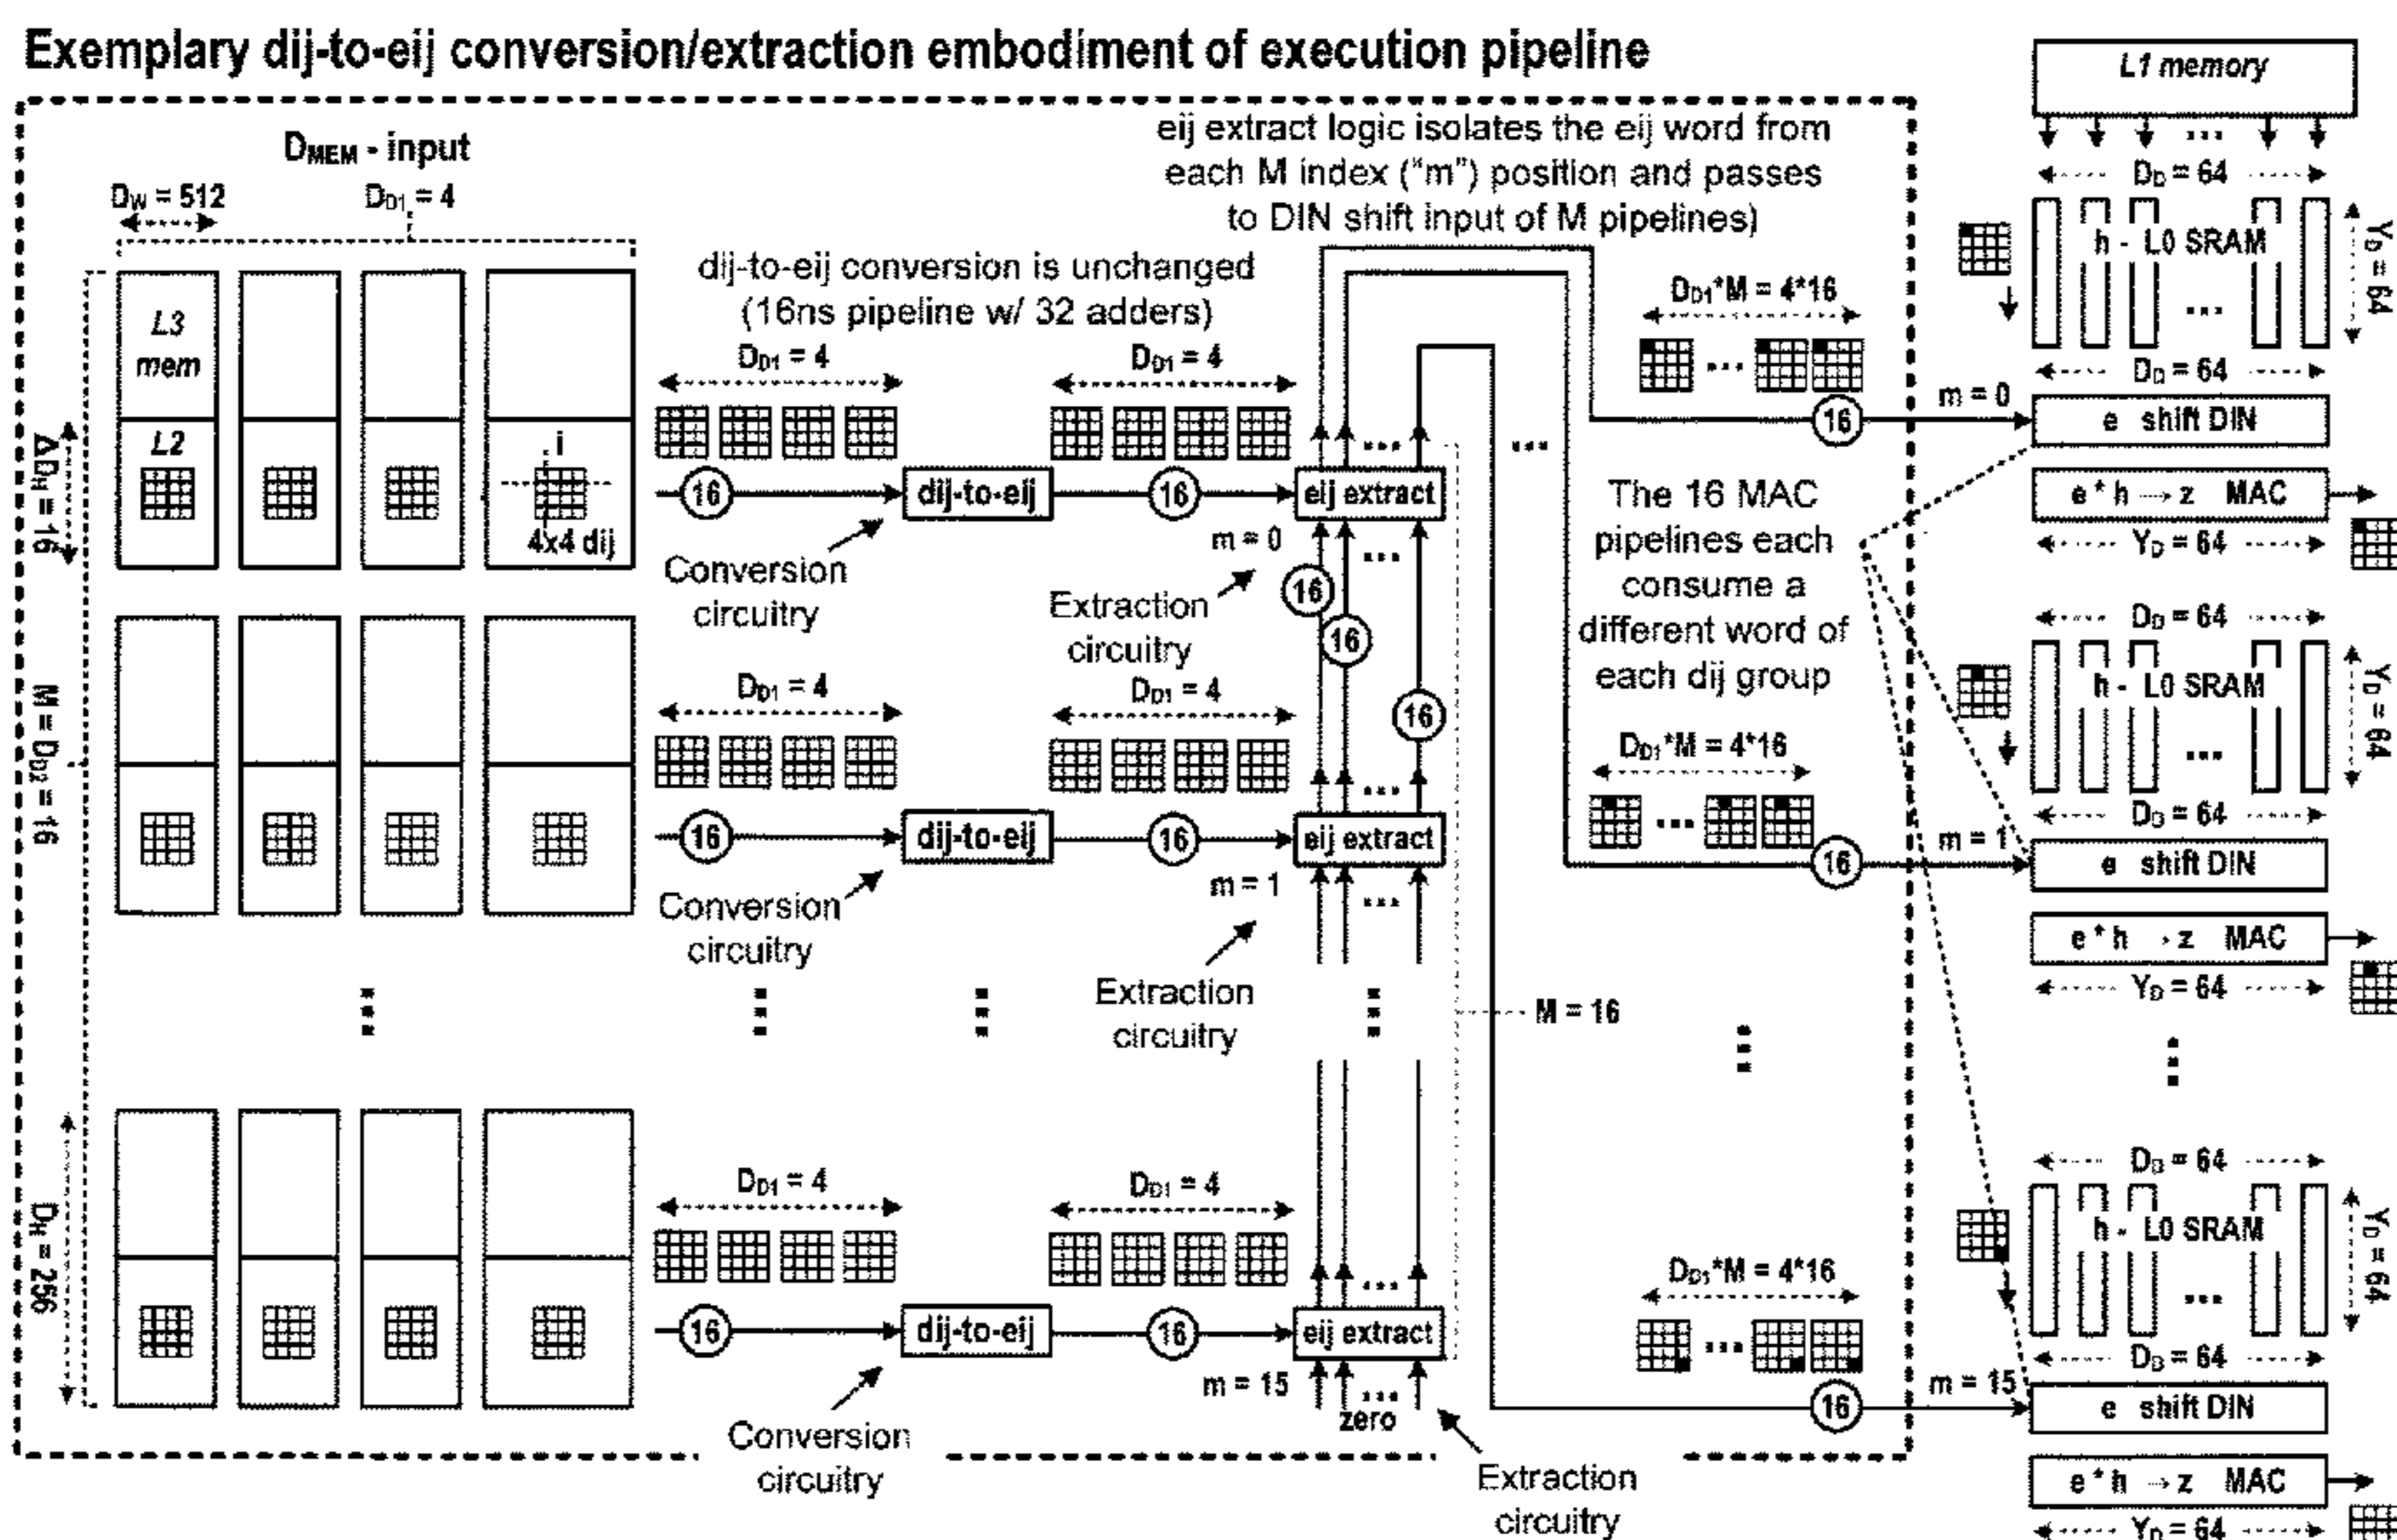 Exemplary dij-to-eij conversion/extraction embodiment of execution pipeline
L1 memory
DMEM - input
DW = 512
DD1 = 4
eij extract logic isolates the eij word from
each M index ("m") position and passes
to DIN shift input of M pipelines)
dij-to-eij conversion is unchanged
(16ns pipeline w/ 32 adders)
DD = 64
h - L0 SRAM
...
YD = 64
DD = 64
L3
mem
L2
i
4x4 dij
ΔDH = 16
DD1 = 4
DD1 = 4
16
dij-to-eij
16
eij extract
...
...
m = 0
Conversion
circuitry
Extraction
circuitry
16
16
16
...
DD1*M = 4*16
...
16
m = 0
e shift DIN
e * h → z MAC
YD = 64
The 16 MAC
pipelines each
consume a
different word of
each dij group
M = DD2 = 16
DD1 = 4
DD1 = 4
16
dij-to-eij
16
eij extract
...
...
m = 1
Conversion
circuitry
Extraction
circuitry
DD1*M = 4*16
...
16
m = 1
DD = 64
h - L0 SRAM
...
YD = 64
DD = 64
e shift DIN
e * h → z MAC
YD = 64
M = 16
DH = 256
DD1 = 4
DD1 = 4
16
dij-to-eij
16
eij extract
...
...
m = 15
zero
Conversion
circuitry
Extraction
circuitry
DD1*M = 4*16
...
16
m = 15
DD = 64
h - L0 SRAM
...
YD = 64
DD = 64
e shift DIN
e * h → z MAC
YD = 64